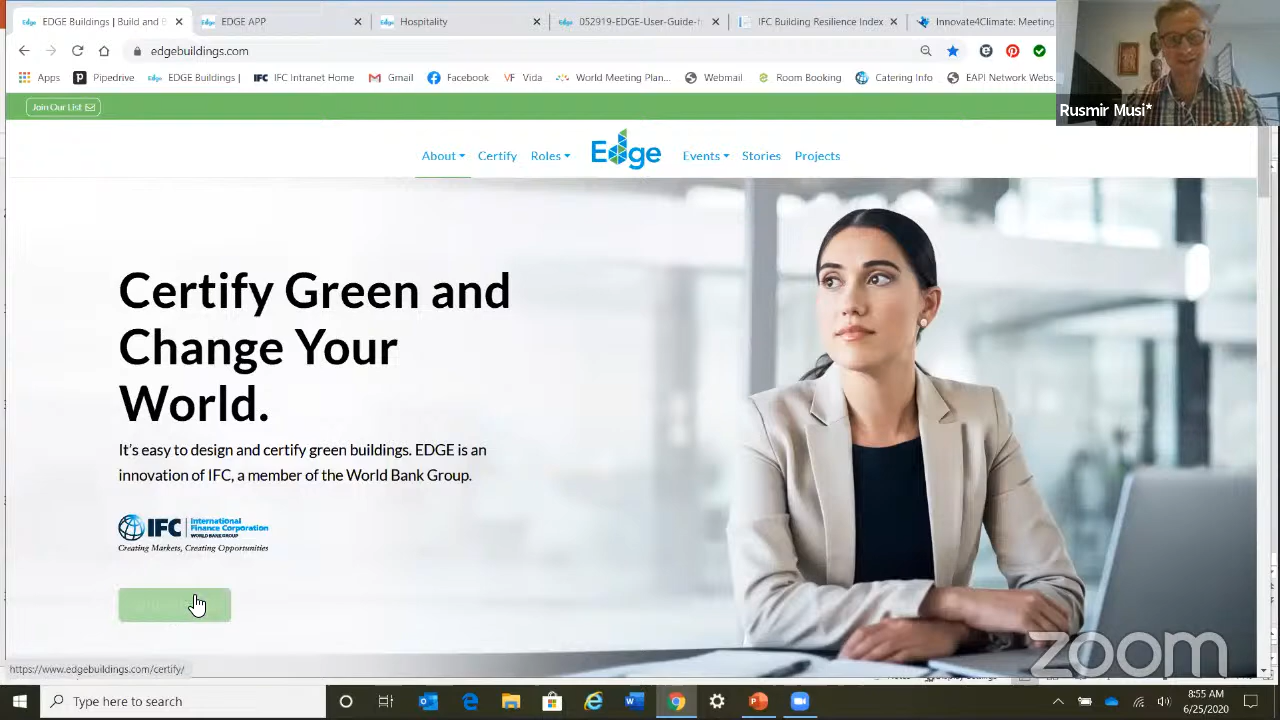 EDGE Buildings | Build and B
EDGE APP
Hospitality
052919-EDGE-User-Guide-f
IFC Building Resilience Index
Innovate4Climate: Meeting
edgebuildings.com
Apps
Pipedrive
EDGE Buildings |
IFC Intranet Home
Gmail
Facebook
Vida
World Meeting Plan...
Webmail
Room Booking
Catering Info
EAPI Network Webs.
Rusmir Musi*
Join Our List
About
Certify
Roles
Edge
Events
Stories
Projects
Certify Green and
Change Your
World.
It's easy to design and certify green buildings. EDGE is an
innovation of IFC, a member of the World Bank Group.
IFC
International
Finance Corporation
WORLD BANK GROUP
Creating Markets, Creating Opportunities
zoom
https://www.edgebuildings.com/certify/
Type here to search
8:55 AM
6/25/2020